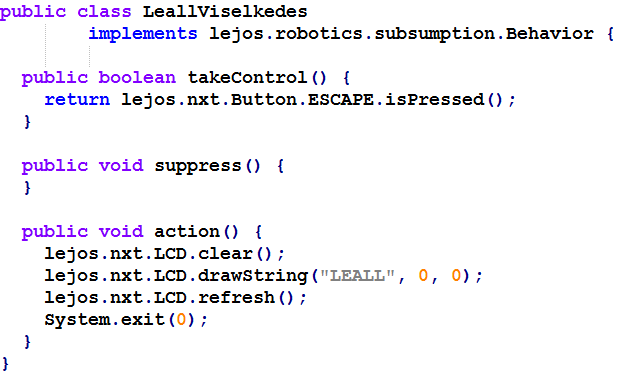 public class LeallViselkedes
        implements lejos.robotics.subsumption.Behavior {
  public boolean takeControl() {
    return lejos.nxt.Button.ESCAPE.isPressed();
  }
  public void suppress() {
  }
  public void action() {
    lejos.nxt.LCD.clear();
    lejos.nxt.LCD.drawString("LEALL", 0, 0);
    lejos.nxt.LCD.refresh();
    System.exit(0);
  }
}